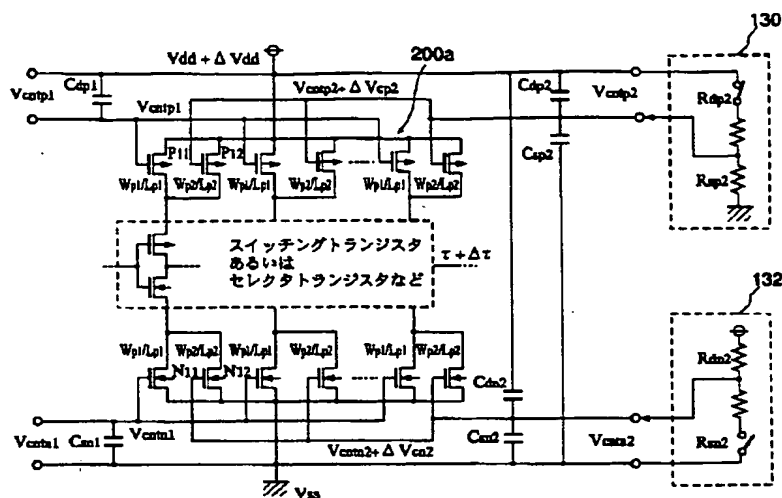 130
Vdd + Δ Vdd
200a
Cdp1
Vcntp1
Vcntp1
Vcntp2+ Δ Vcp2
Cdp2
Vcntp2
Rdp2
Csp2
Rsp2
P11
P12
Wp1/Lp1
Wp2/Lp2
Wp1/Lp1
Wp2/Lp2
Wp1/Lp1
Wp2/Lp2
スイッチングトランジスタ
あるいは
セレクタトランジスタなど
τ + Δτ
132
Wp1/Lp1
Wp2/Lp2
Wp1/Lp1
Wp2/Lp2
Wp1/Lp1
Wp2/Lp2
N11
N12
Cdn2
Rdn2
Vcntn1
Csn1
Vcntn1
Vcntn2+ Δ Vcn2
Csn2
Vcntn2
Rsn2
Vss